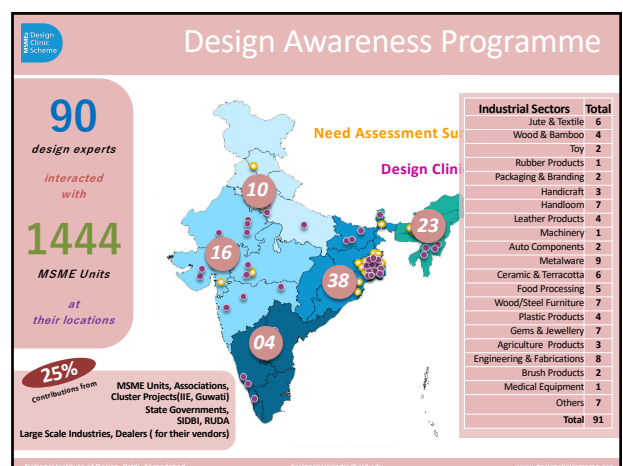 MSMEs
Design
Clinic
Scheme
Design Awareness Programme
90
design experts
interacted
with
1444
MSME Units
at
their locations
Need Assessment Su
Design Clini
10
23
16
38
04
Industrial Sectors Total
Jute & Textile 6
Wood & Bamboo 4
Toy 2
Rubber Products 1
Packaging & Branding 2
Handicraft 3
Handloom 7
Leather Products 4
Machinery 1
Auto Components 2
Metalware 9
Ceramic & Terracotta 6
Food Processing 5
Wood/Steel Furniture 7
Plastic Products 4
Gems & Jewellery 7
Agriculture Products 3
Engineering & Fabrications 8
Brush Products 2
Medical Equipment 1
Others 7
Total 91
25%
Contributions from
MSME Units, Associations,
Cluster Projects(IIE, Guwati)
State Governments,
SIDBI, RUDA
Large Scale Industries, Dealers ( for their vendors)